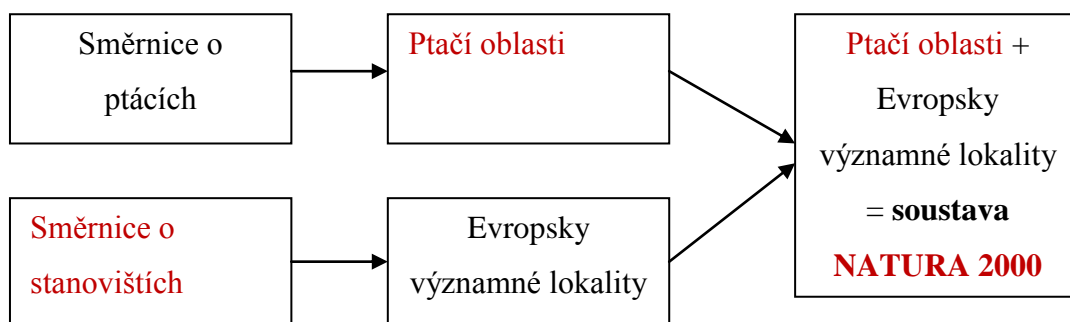 Směrnice o
ptácích
Ptačí oblasti
Směrnice o
stanovištích
Evropsky
významné lokality
Ptačí oblasti +
Evropsky
významné lokality
= soustava
NATURA 2000